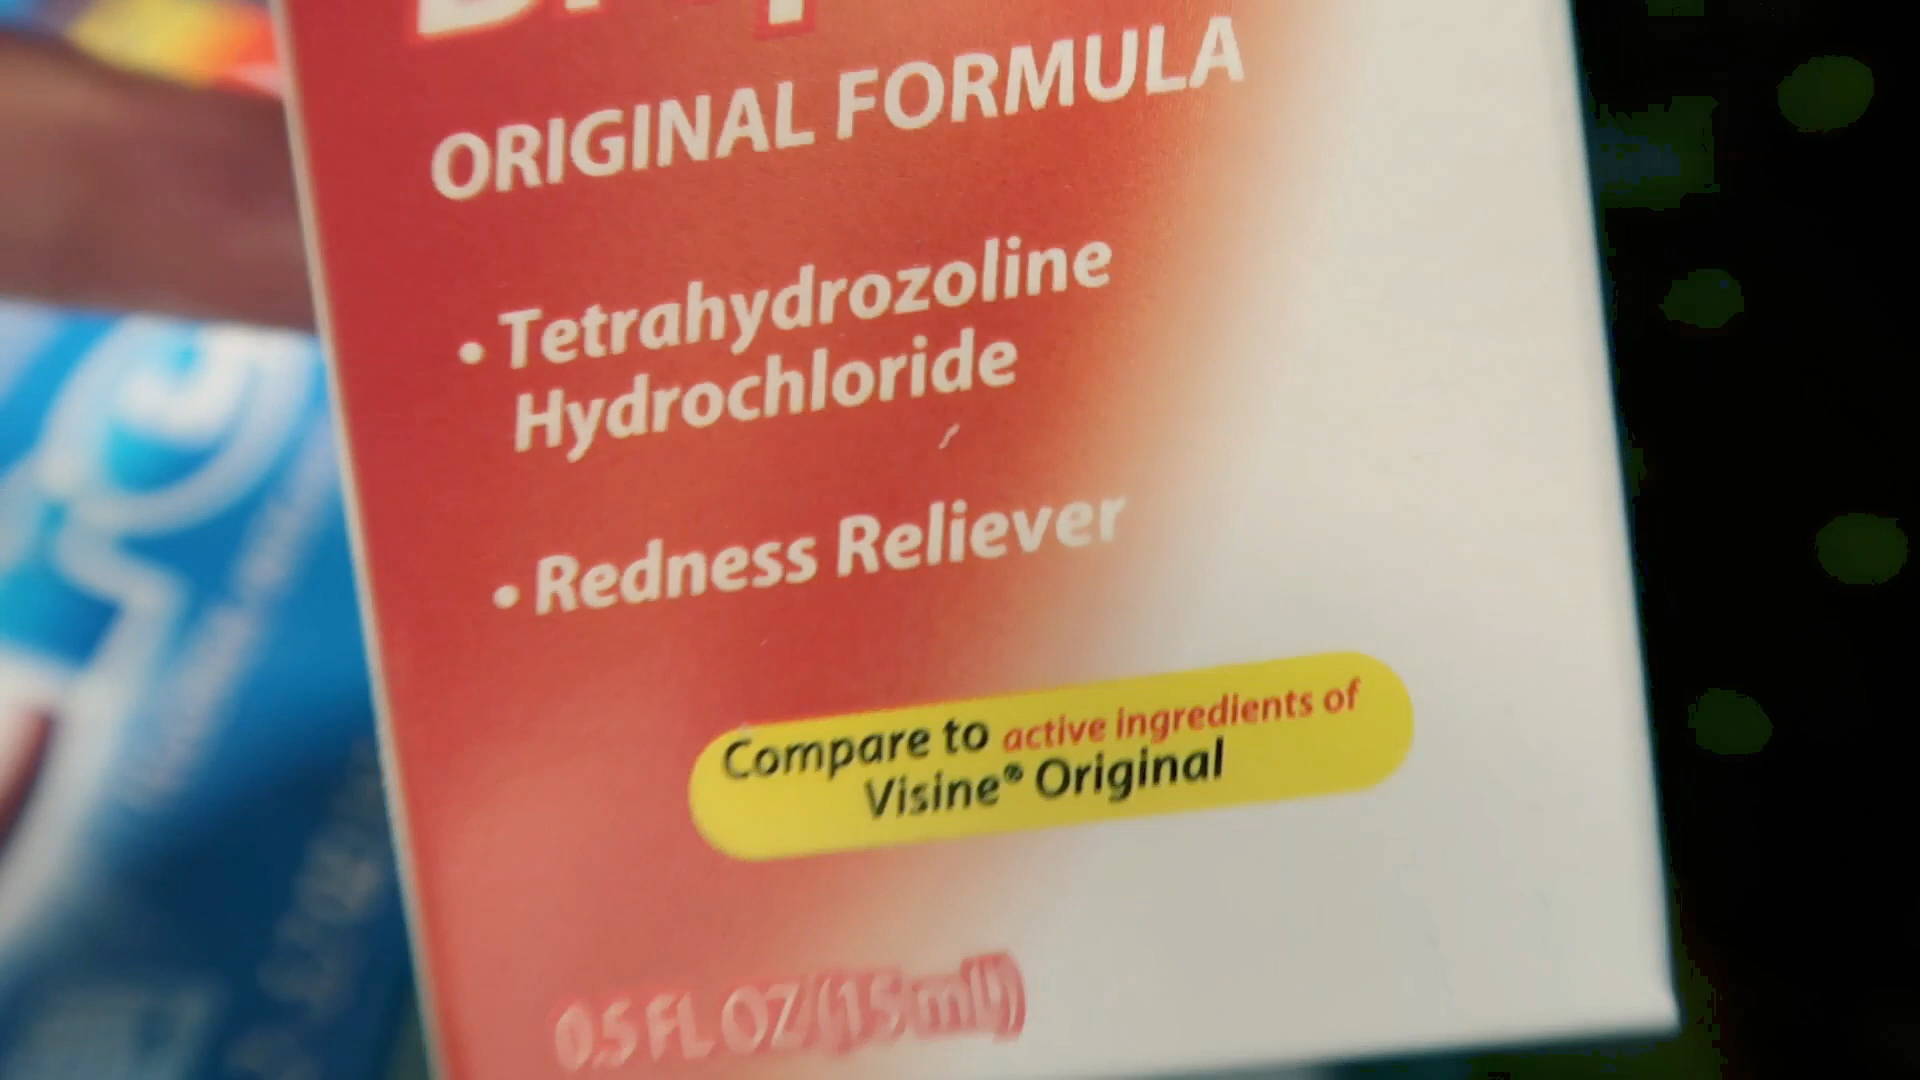 ORIGINAL FORMULA
• Tetrahydrozoline
Hydrochloride
• Redness Reliever
Compare to active ingredients of
Visine® Original
0.5 FL OZ (15 ml)